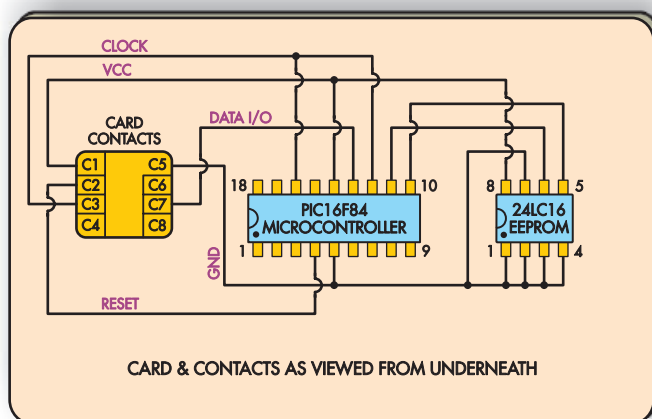 CLOCK
VCC
CARD
CONTACTS
DATA I/O
C1
C2
C3
C4
C5
C6
C7
C8
18
10
PIC16F84
MICROCONTROLLER
1
9
8
5
24LC16
EEPROM
1
4
GND
RESET
CARD & CONTACTS AS VIEWED FROM UNDERNEATH